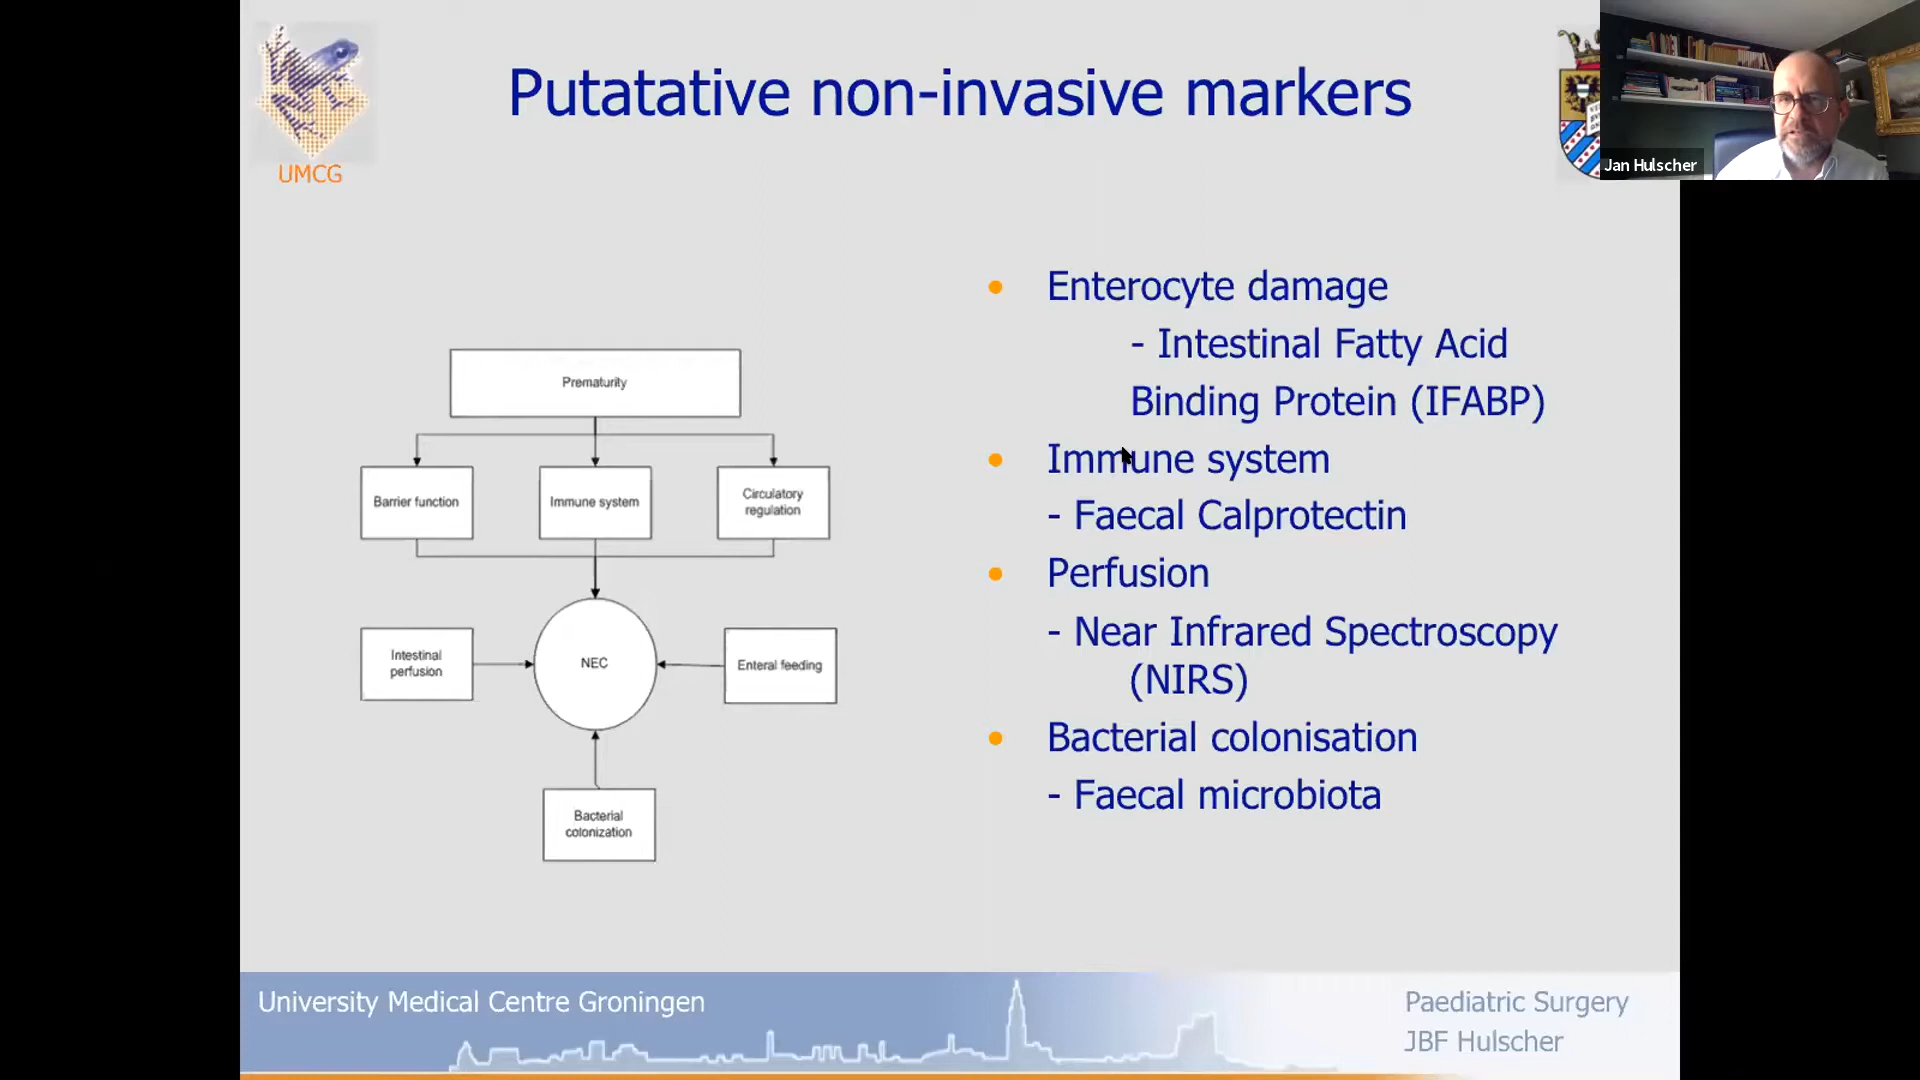 Putatative non-invasive markers
UMCG
Jan Hulscher
Prematurity
Barrier function
Immune system
Circulatory
regulation
Intestinal
perfusion
NEC
Enteral feeding
Bacterial
colonization
• Enterocyte damage
- Intestinal Fatty Acid
Binding Protein (IFABP)
• Immune system
- Faecal Calprotectin
• Perfusion
- Near Infrared Spectroscopy
(NIRS)
• Bacterial colonisation
- Faecal microbiota
University Medical Centre Groningen
Paediatric Surgery
JBF Hulscher